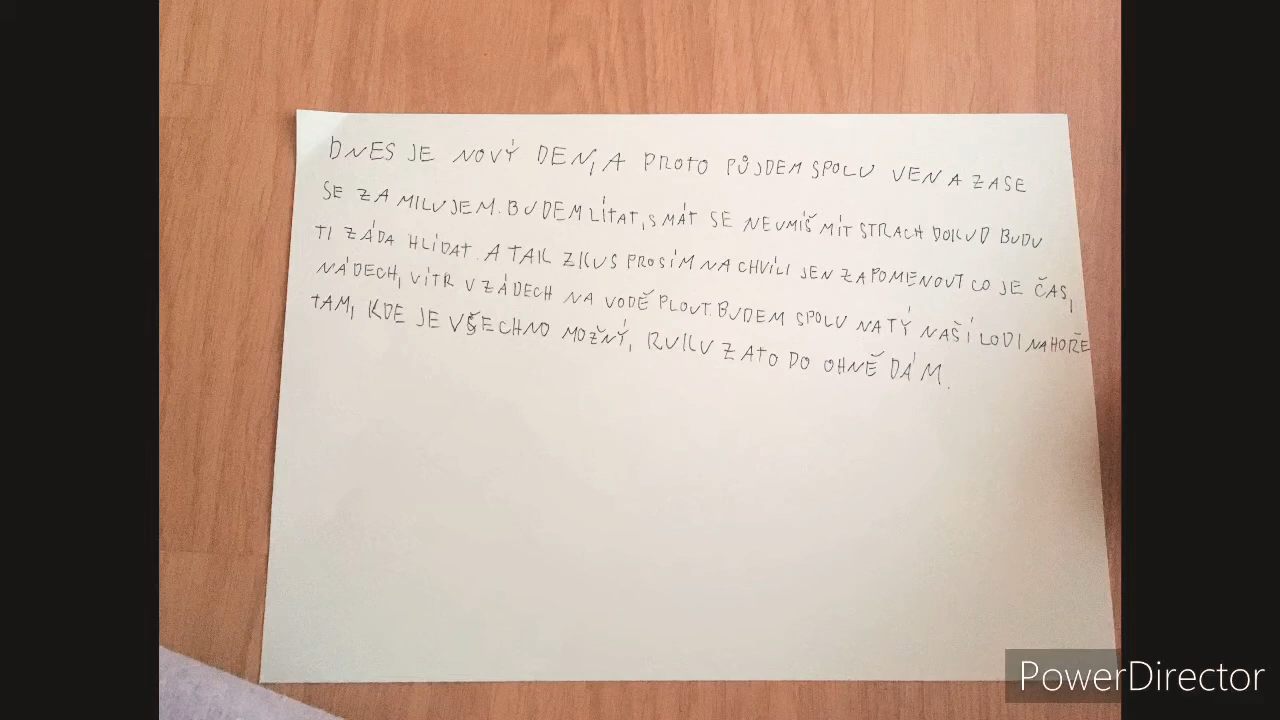 DNES JE NOVÝ DEN, A PROTO PŮJDEM SPOLU VEN A ZASE
SE ZAMILUJEM. BUDEM LÍTAT, SMÁT SE NEUMÍŠ MÍT STRACH DOKUD BUDU
TI ZÁDA HLÍDAT. A TAK ZKUS PROSÍM NA CHVÍLI JEN ZAPOMENOUT CO JE ČAS,
NÁDECH, VÍTR V ZÁDECH NA VODĚ PLOUT. BUDEM SPOLU NA TÝ NAŠÍ LODI NAHOŘE
TAM, KDE JE VŠECHNO MOŽNÝ, RUKU ZATO DO OHNĚ DÁM.
PowerDirector